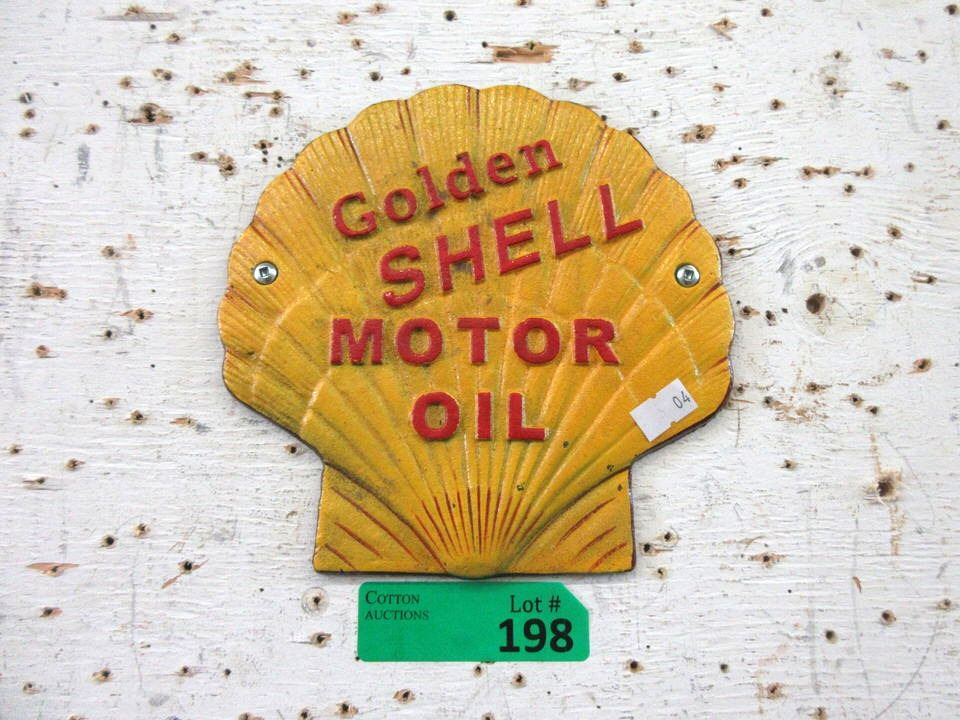 Golden
SHELL
MOTOR
OIL
04
COTTON
AUCTIONS
Lot #
198